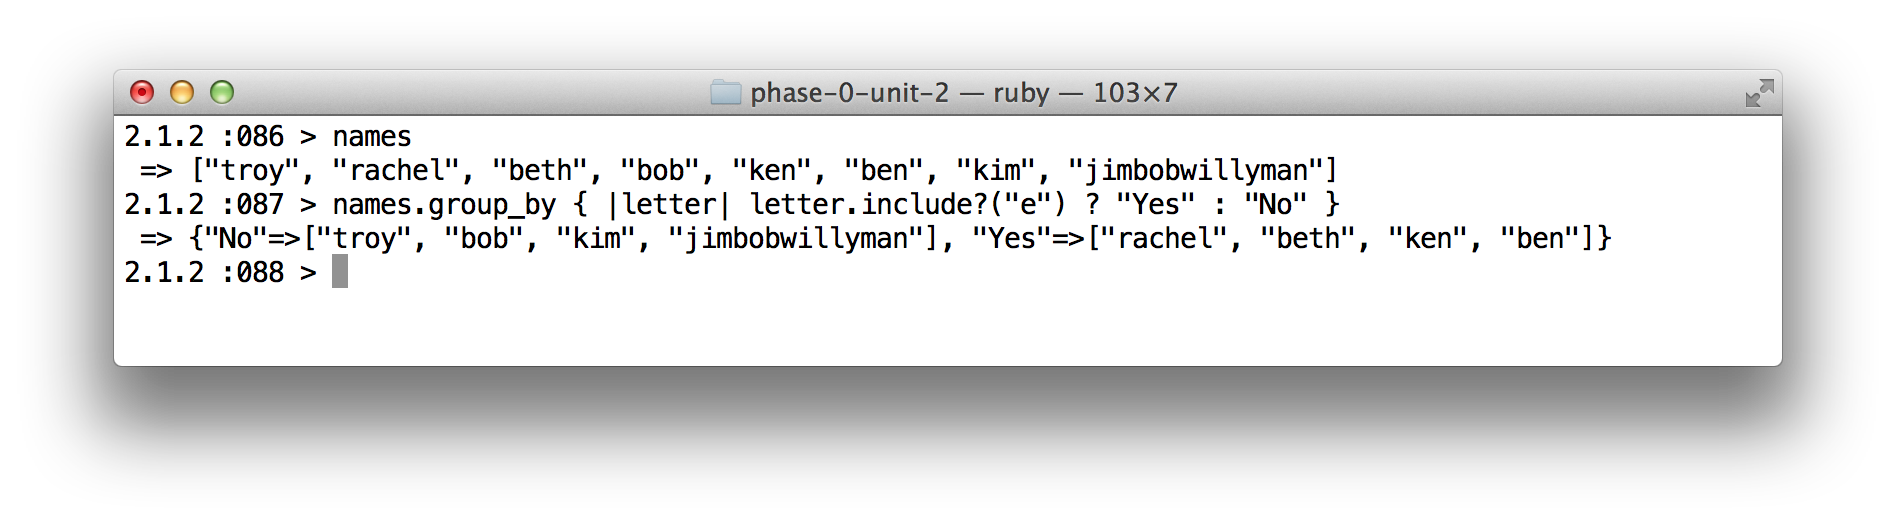 phase-0-unit-2 — ruby — 103×7
2.1.2 :086 > names
 => ["troy", "rachel", "beth", "bob", "ken", "ben", "kim", "jimbobwillyman"]
2.1.2 :087 > names.group_by { |letter| letter.include?("e") ? "Yes" : "No" }
 => {"No"=>["troy", "bob", "kim", "jimbobwillyman"], "Yes"=>["rachel", "beth", "ken", "ben"]}
2.1.2 :088 >